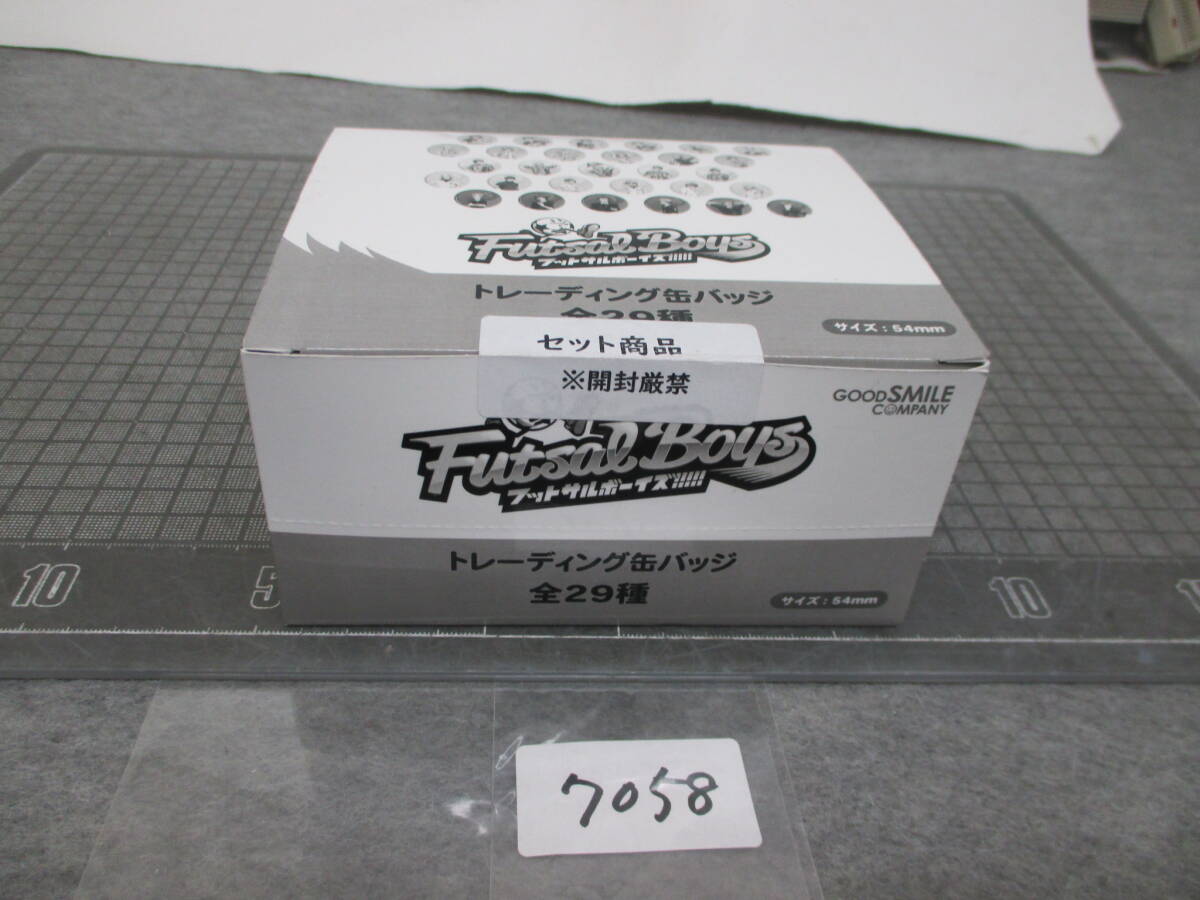 Futsal Boys
フットサルボーイズ!!!!!
トレーディング缶バッジ
全29種
サイズ：54mm
セット商品
※開封厳禁
GOODSMILE
COMPANY
Futsal Boys
フットサルボーイズ!!!!!
トレーディング缶バッジ
全29種
サイズ：54mm
10
5
10
7058